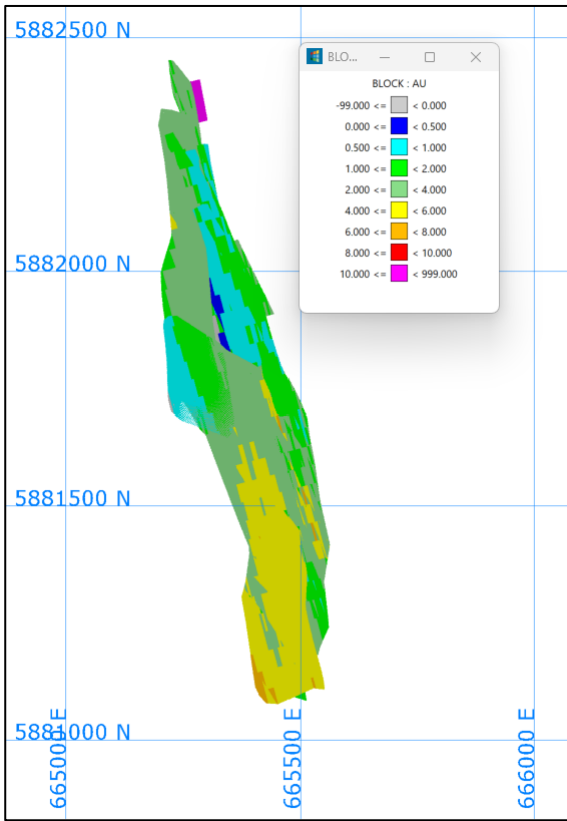 5882500 N
BLO...
BLOCK : AU
-99.000 <= < 0.000
0.000 <= < 0.500
0.500 <= < 1.000
1.000 <= < 2.000
2.000 <= < 4.000
4.000 <= < 6.000
6.000 <= < 8.000
8.000 <= < 10.000
10.000 <= < 999.000
5882000 N
5881500 N
5881000 N
665000 E
665500 E
666000 E